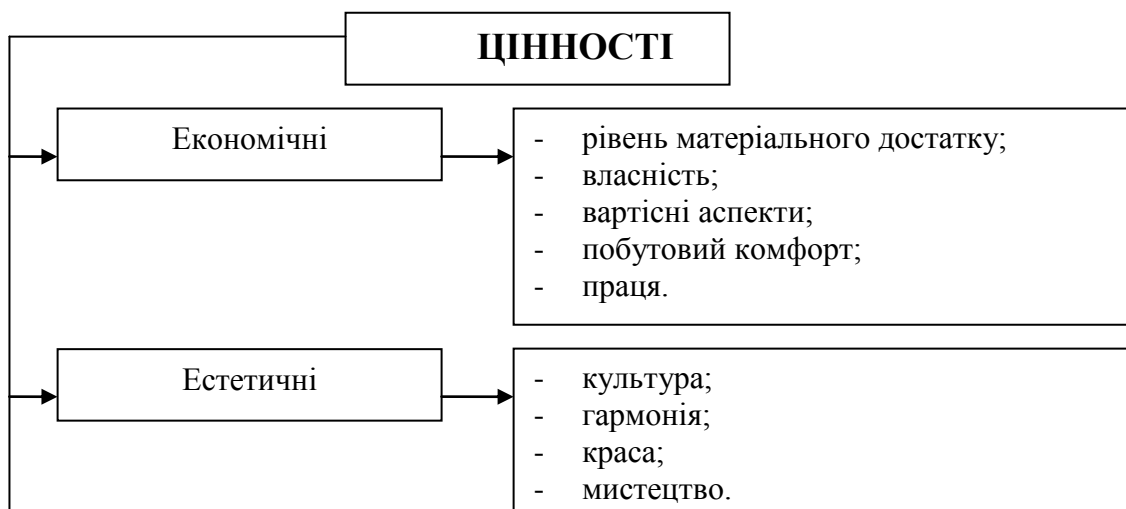 ЦІННОСТІ
Економічні
- рівень матеріального достатку;
- власність;
- вартісні аспекти;
- побутовий комфорт;
- праця.
Естетичні
- культура;
- гармонія;
- краса;
- мистецтво.